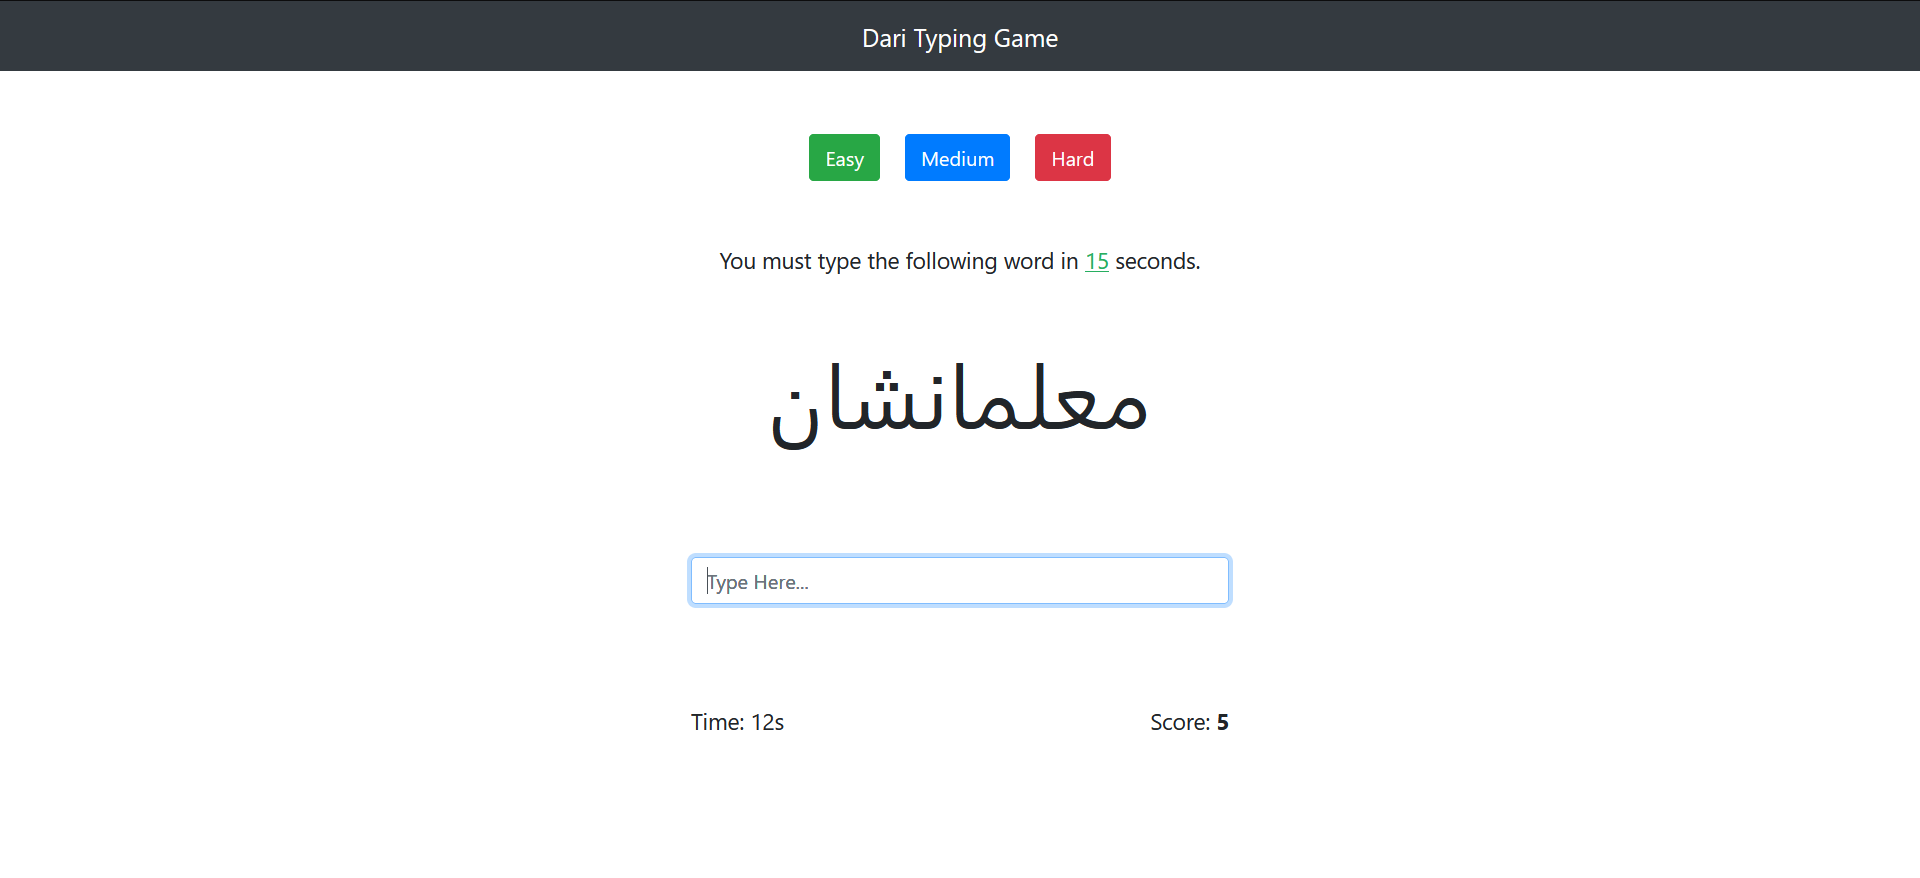 Dari Typing Game
Easy Medium Hard
You must type the following word in 15 seconds.
معلمانشان
Type Here...
Time: 12s Score: 5